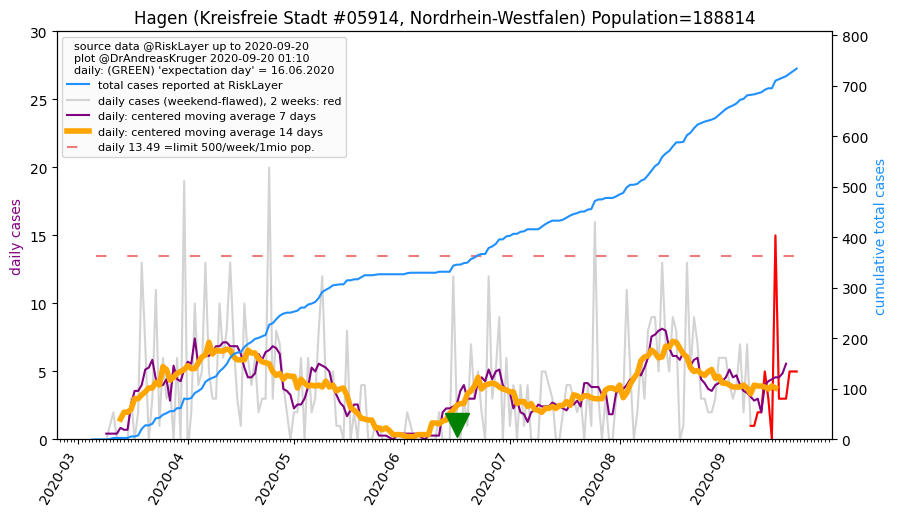 Hagen (Kreisfreie Stadt #05914, Nordrhein-Westfalen) Population=188814
source data @RiskLayer up to 2020-09-20
plot @DrAndreasKruger 2020-09-20 01:10
daily: (GREEN) 'expectation day' = 16.06.2020
total cases reported at RiskLayer
daily cases (weekend-flawed), 2 weeks: red
daily: centered moving average 7 days
daily: centered moving average 14 days
daily 13.49 =limit 500/week/1mio pop.
daily cases
30
25
20
15
10
5
0
cumulative total cases
800
700
600
500
400
300
200
100
0
2020-03
2020-04
2020-05
2020-06
2020-07
2020-08
2020-09